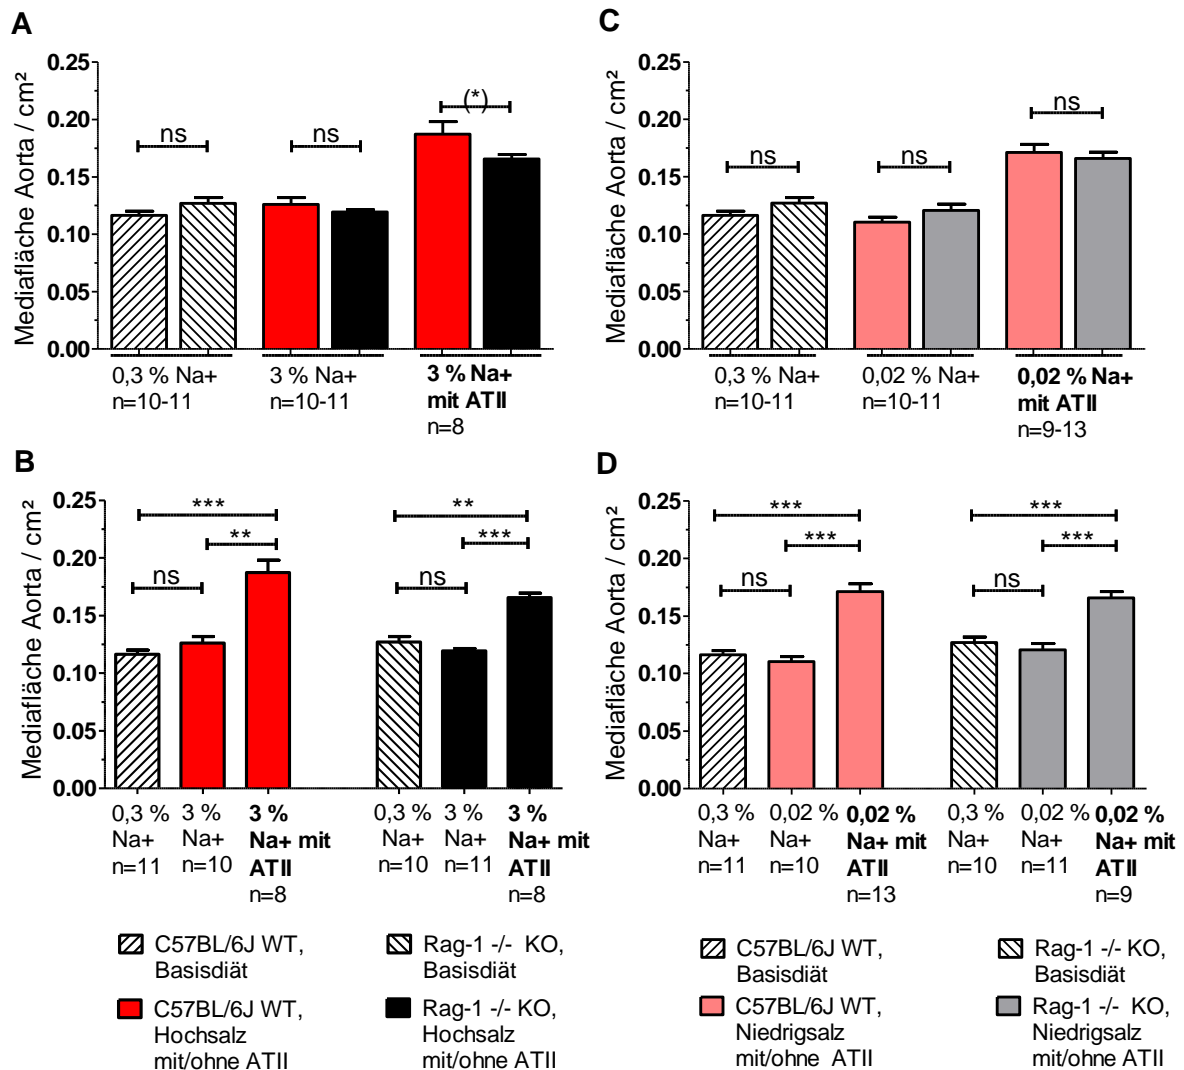 A
Mediafläche Aorta / cm²
0.25
0.20
0.15
0.10
0.05
0.00
ns
ns
(*)
0,3 % Na+
n=10-11
3 % Na+
n=10-11
3 % Na+
mit ATII
n=8
C
Mediafläche Aorta / cm²
0.25
0.20
0.15
0.10
0.05
0.00
ns
ns
ns
0,3 % Na+
n=10-11
0,02 % Na+
n=10-11
0,02 % Na+
mit ATII
n=9-13
B
Mediafläche Aorta / cm²
0.25
0.20
0.15
0.10
0.05
0.00
***
**
ns
**
***
ns
0,3 %
Na+
n=11
3 %
Na+
n=10
3 %
Na+ mit
ATII
n=8
0,3 %
Na+
n=10
3 %
Na+
n=11
3 %
Na+ mit
ATII
n=8
C57BL/6J WT,
Basisdiät
Rag-1 -/- KO,
Basisdiät
C57BL/6J WT,
Hochsalz
mit/ohne ATII
Rag-1 -/- KO,
Hochsalz
mit/ohne ATII
D
Mediafläche Aorta / cm²
0.25
0.20
0.15
0.10
0.05
0.00
***
***
ns
***
***
ns
0,3 %
Na+
n=11
0,02 %
Na+
n=10
0,02 %
Na+ mit
ATII
n=13
0,3 %
Na+
n=10
0,02 %
Na+
n=11
0,02 %
Na+ mit
ATII
n=9
C57BL/6J WT,
Basisdiät
Rag-1 -/- KO,
Basisdiät
C57BL/6J WT,
Niedrigsalz
mit/ohne ATII
Rag-1 -/- KO,
Niedrigsalz
mit/ohne ATII